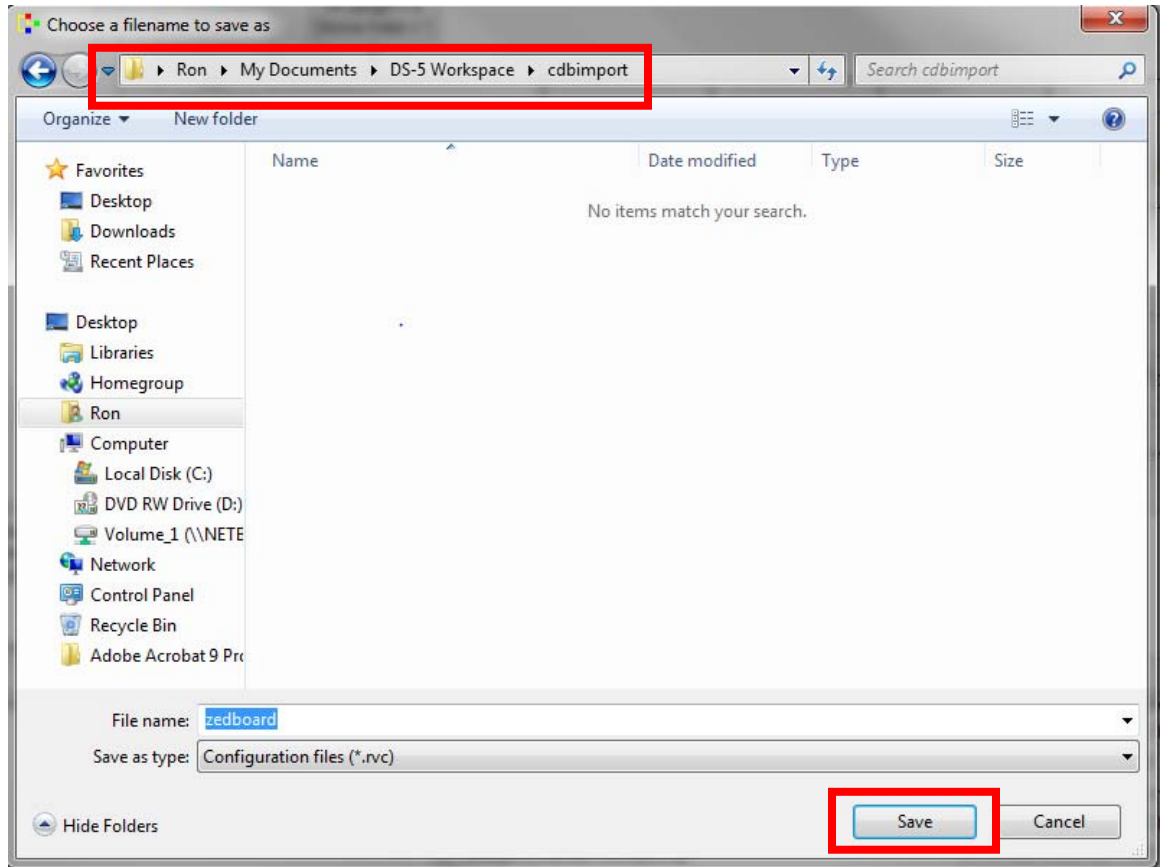 Choose a filename to save as
Ron ▸ My Documents ▸ DS-5 Workspace ▸ cdbimport
Search cdbimport
Organize New folder
Name Date modified Type Size
No items match your search.
Favorites
Desktop
Downloads
Recent Places
Desktop
Libraries
Homegroup
Ron
Computer
Local Disk (C:)
DVD RW Drive (D:)
Volume_1 (\\NETE
Network
Control Panel
Recycle Bin
Adobe Acrobat 9 Pro
File name: zedboard
Save as type: Configuration files (*.rvc)
Hide Folders
Save Cancel